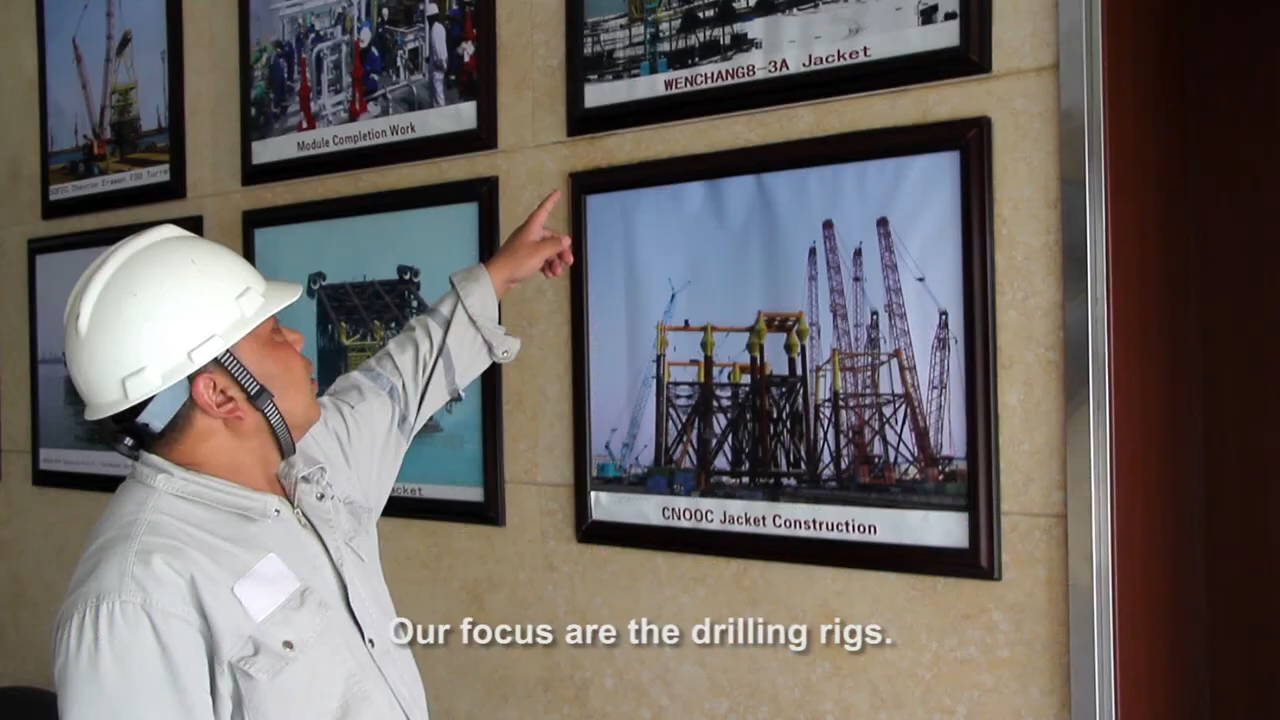 WENCHANG8-3A Jacket
Module Completion Work
CNOOC Jacket Construction
Our focus are the drilling rigs.